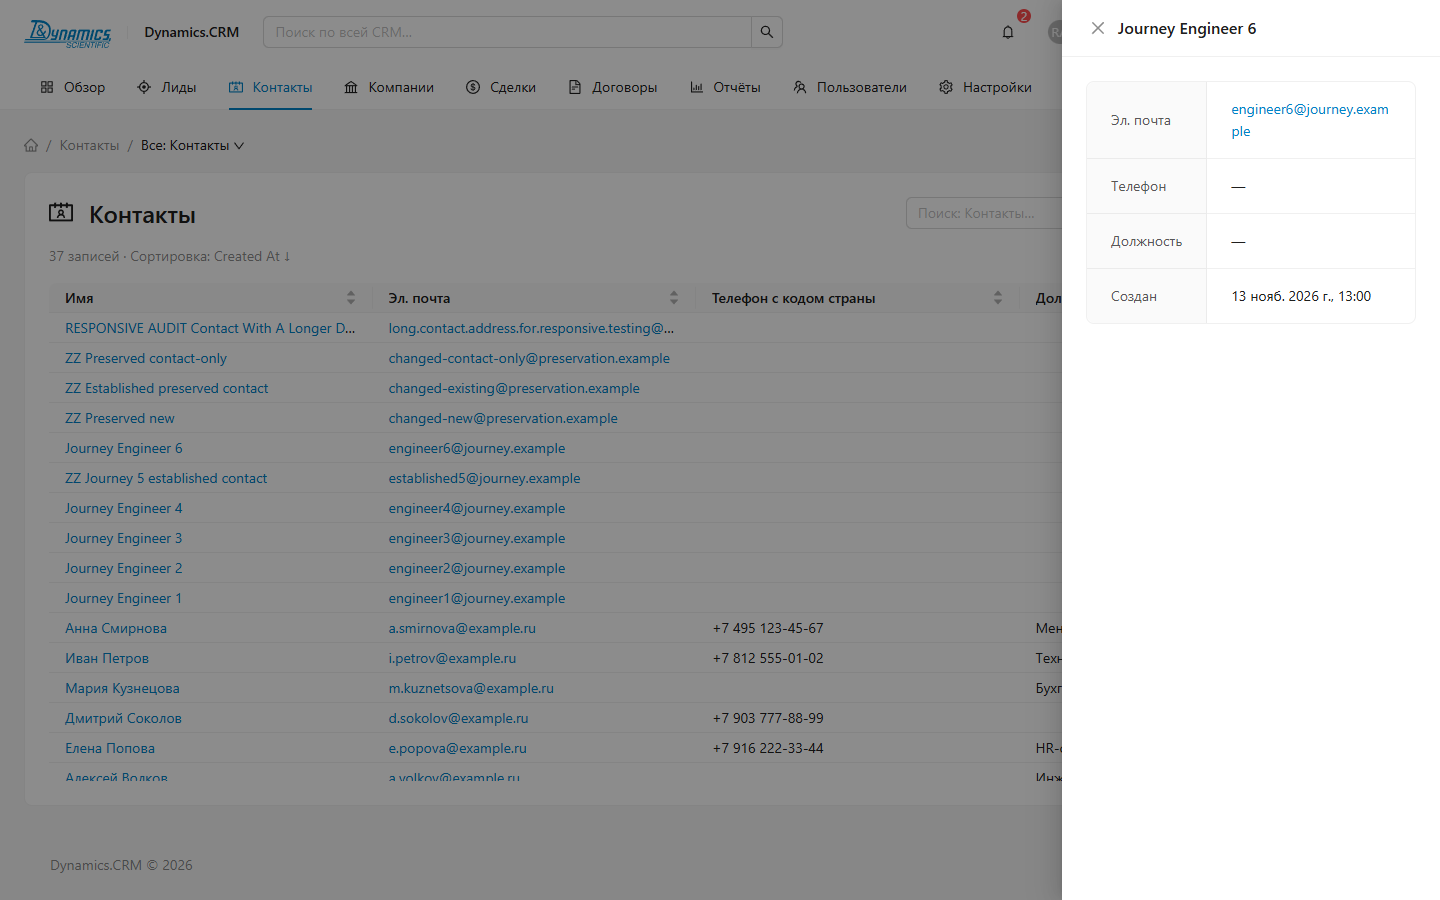 Dynamics
SCIENTIFIC
Dynamics.CRM
Поиск по всей CRM...
2
Journey Engineer 6
Обзор
Лиды
Контакты
Компании
Сделки
Договоры
Отчёты
Пользователи
Настройки
/ Контакты / Все: Контакты
Контакты
Поиск: Контакты...
37 записей · Сортировка: Created At ↓
Имя
Эл. почта
Телефон с кодом страны
RESPONSIVE AUDIT Contact With A Longer D...
long.contact.address.for.responsive.testing@...
ZZ Preserved contact-only
changed-contact-only@preservation.example
ZZ Established preserved contact
changed-existing@preservation.example
ZZ Preserved new
changed-new@preservation.example
Journey Engineer 6
engineer6@journey.example
ZZ Journey 5 established contact
established5@journey.example
Journey Engineer 4
engineer4@journey.example
Journey Engineer 3
engineer3@journey.example
Journey Engineer 2
engineer2@journey.example
Journey Engineer 1
engineer1@journey.example
Анна Смирнова
a.smirnova@example.ru
+7 495 123-45-67
Иван Петров
i.petrov@example.ru
+7 812 555-01-02
Мария Кузнецова
m.kuznetsova@example.ru
Дмитрий Соколов
d.sokolov@example.ru
+7 903 777-88-99
Елена Попова
e.popova@example.ru
+7 916 222-33-44
Алексей Волков
a.volkov@example.ru
Эл. почта
engineer6@journey.exam
ple
Телефон
—
Должность
—
Создан
13 нояб. 2026 г., 13:00
Dynamics.CRM © 2026